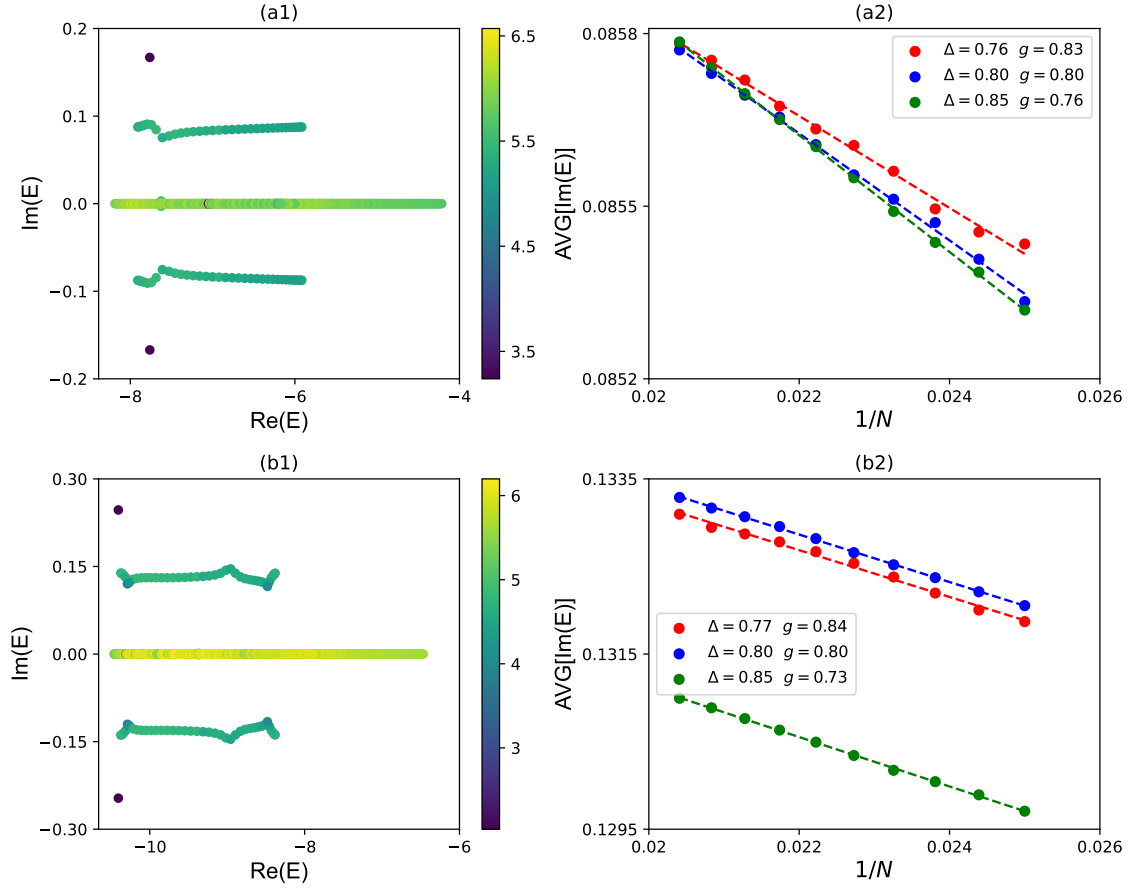 (a1)
0.2
0.1
0.0
−0.1
−0.2
Im(E)
−8
−6
−4
Re(E)
6.5
5.5
4.5
3.5
(a2)
0.0858
0.0855
0.0852
AVG[Im(E)]
Δ = 0.76 g = 0.83
Δ = 0.80 g = 0.80
Δ = 0.85 g = 0.76
0.02
0.022
0.024
0.026
1/N
(b1)
0.30
0.15
0.00
−0.15
−0.30
Im(E)
−10
−8
−6
Re(E)
6
5
4
3
(b2)
0.1335
0.1315
0.1295
AVG[Im(E)]
Δ = 0.77 g = 0.84
Δ = 0.80 g = 0.80
Δ = 0.85 g = 0.73
0.02
0.022
0.024
0.026
1/N